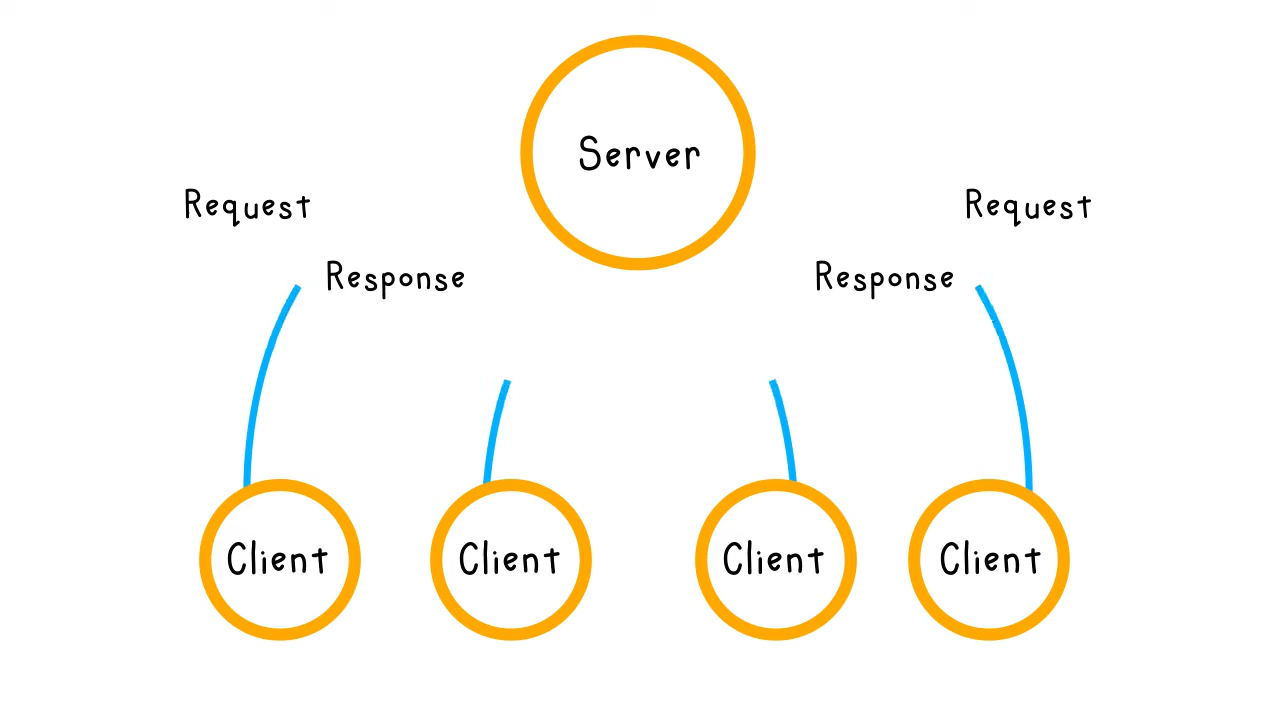 Server
Request
Request
Response
Response
Client
Client
Client
Client